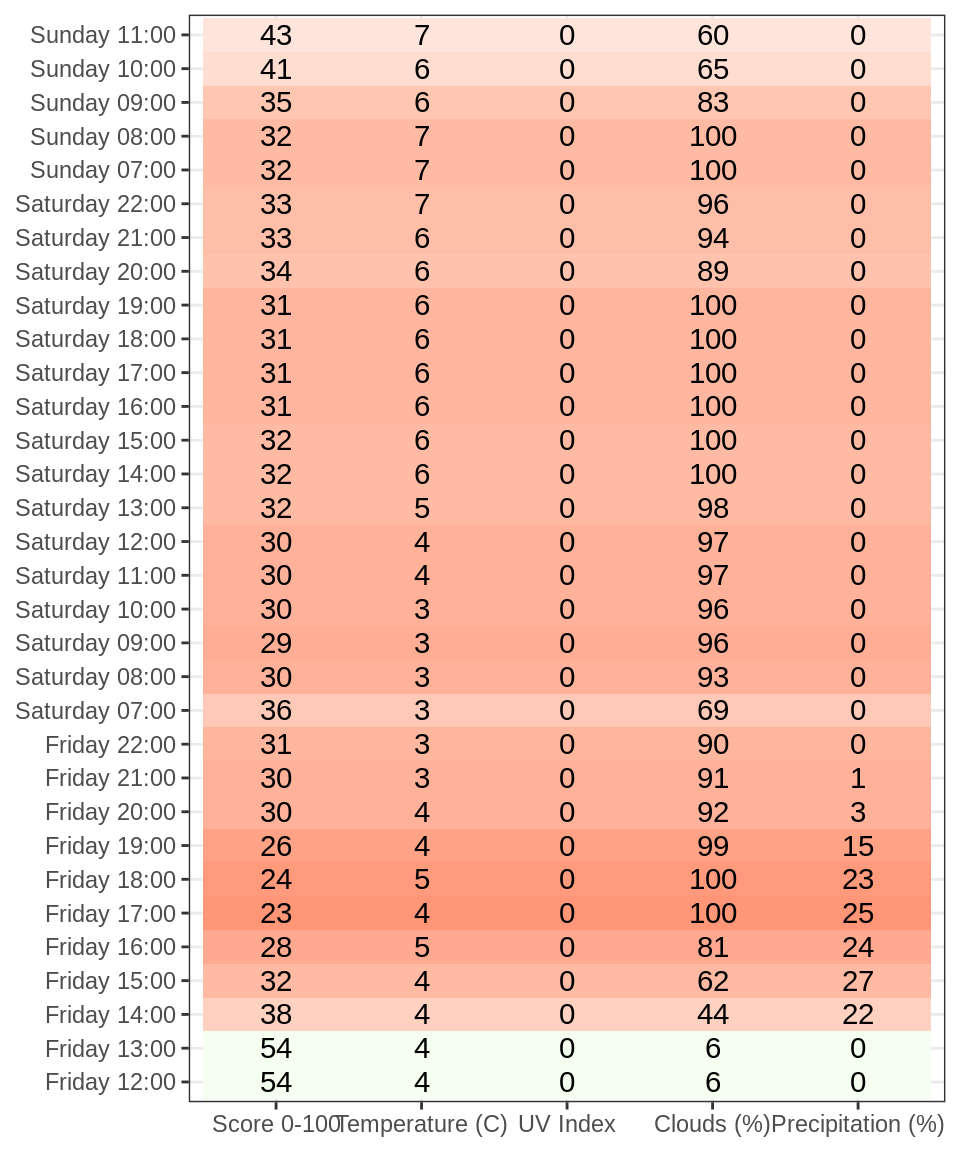 Sunday 11:00 43 7 0 60 0
Sunday 10:00 41 6 0 65 0
Sunday 09:00 35 6 0 83 0
Sunday 08:00 32 7 0 100 0
Sunday 07:00 32 7 0 100 0
Saturday 22:00 33 7 0 96 0
Saturday 21:00 33 6 0 94 0
Saturday 20:00 34 6 0 89 0
Saturday 19:00 31 6 0 100 0
Saturday 18:00 31 6 0 100 0
Saturday 17:00 31 6 0 100 0
Saturday 16:00 31 6 0 100 0
Saturday 15:00 32 6 0 100 0
Saturday 14:00 32 6 0 100 0
Saturday 13:00 32 5 0 98 0
Saturday 12:00 30 4 0 97 0
Saturday 11:00 30 4 0 97 0
Saturday 10:00 30 3 0 96 0
Saturday 09:00 29 3 0 96 0
Saturday 08:00 30 3 0 93 0
Saturday 07:00 36 3 0 69 0
Friday 22:00 31 3 0 90 0
Friday 21:00 30 3 0 91 1
Friday 20:00 30 4 0 92 3
Friday 19:00 26 4 0 99 15
Friday 18:00 24 5 0 100 23
Friday 17:00 23 4 0 100 25
Friday 16:00 28 5 0 81 24
Friday 15:00 32 4 0 62 27
Friday 14:00 38 4 0 44 22
Friday 13:00 54 4 0 6 0
Friday 12:00 54 4 0 6 0
Score 0-100 Temperature (C) UV Index Clouds (%) Precipitation (%)